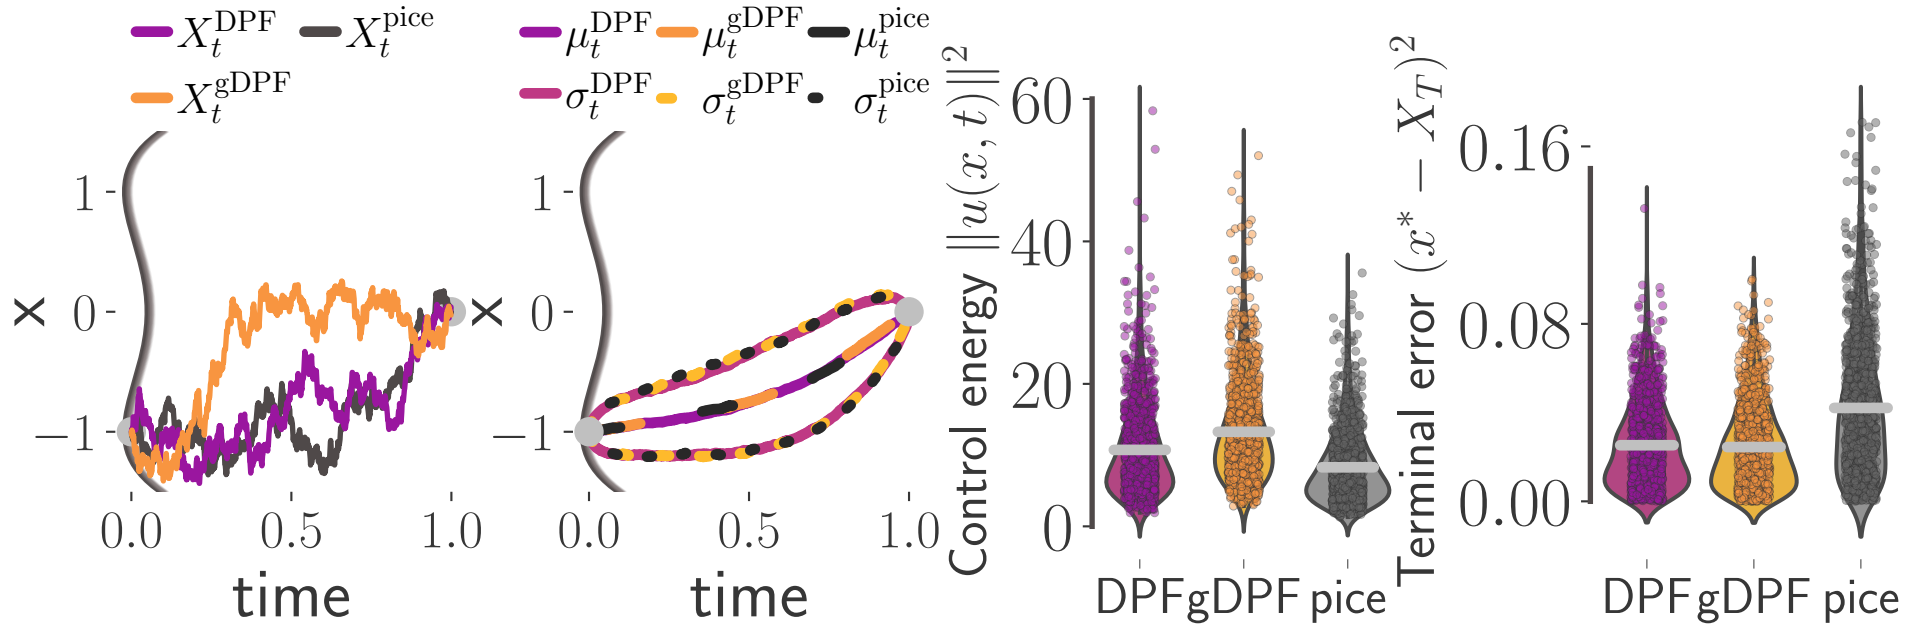 X_t^DPF X_t^pice
X_t^gDPF
1
0
−1
x
0.0 0.5 1.0
time
μ_t^DPF μ_t^gDPF μ_t^pice
σ_t^DPF σ_t^gDPF σ_t^pice
1
0
−1
x
0.0 0.5 1.0
time
Control energy ||u(x, t)||²
60
40
20
0
DPF gDPF pice
Terminal error (x* − X_T)²
0.16
0.08
0.00
DPF gDPF pice